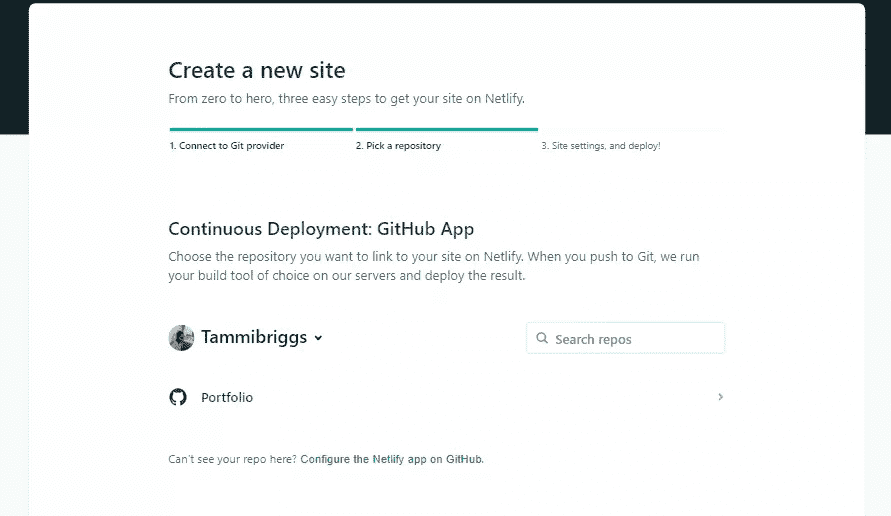 Create a new site
From zero to hero, three easy steps to get your site on Netlify.
1. Connect to Git provider
2. Pick a repository
3. Site settings, and deploy!
Continuous Deployment: GitHub App
Choose the repository you want to link to your site on Netlify. When you push to Git, we run
your build tool of choice on our servers and deploy the result.
Tammibriggs
Search repos
Portfolio
Can't see your repo here? Configure the Netlify app on GitHub.